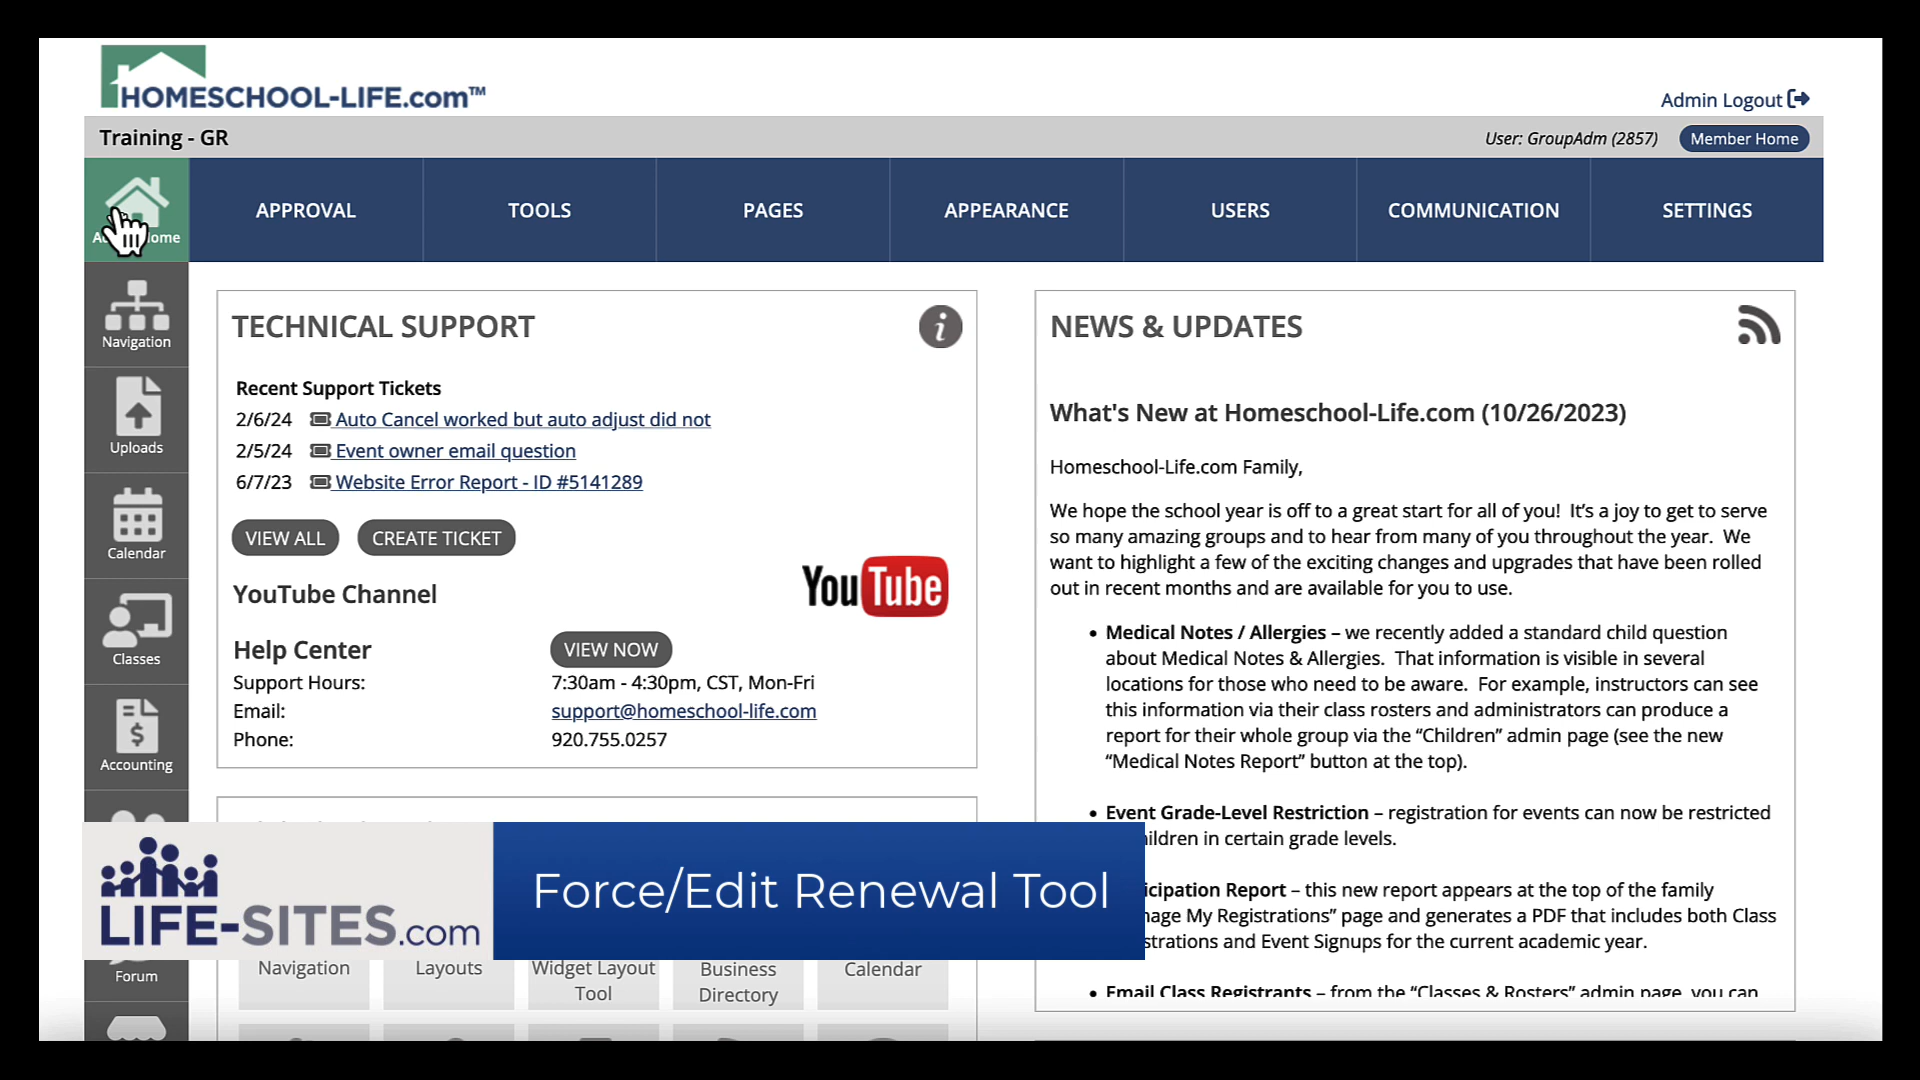 HOMESCHOOL-LIFE.com™
Admin Logout
Training - GR
User: GroupAdm (2857)
Member Home
APPROVAL
TOOLS
PAGES
APPEARANCE
USERS
COMMUNICATION
SETTINGS
Navigation
Uploads
Calendar
Classes
Accounting
Forum
TECHNICAL SUPPORT
Recent Support Tickets
2/6/24 Auto Cancel worked but auto adjust did not
2/5/24 Event owner email question
6/7/23 Website Error Report - ID #5141289
VIEW ALL
CREATE TICKET
YouTube Channel
YouTube
Help Center
VIEW NOW
Support Hours: 7:30am - 4:30pm, CST, Mon-Fri
Email: support@homeschool-life.com
Phone: 920.755.0257
NEWS & UPDATES
What's New at Homeschool-Life.com (10/26/2023)
Homeschool-Life.com Family,
We hope the school year is off to a great start for all of you! It's a joy to get to serve
so many amazing groups and to hear from many of you throughout the year. We
want to highlight a few of the exciting changes and upgrades that have been rolled
out in recent months and are available for you to use.
• Medical Notes / Allergies – we recently added a standard child question
about Medical Notes & Allergies. That information is visible in several
locations for those who need to be aware. For example, instructors can see
this information via their class rosters and administrators can produce a
report for their whole group via the “Children” admin page (see the new
“Medical Notes Report” button at the top).
• Event Grade-Level Restriction – registration for events can now be restricted
ildren in certain grade levels.
icipation Report – this new report appears at the top of the family
nage My Registrations” page and generates a PDF that includes both Class
strations and Event Signups for the current academic year.
• Email Class Registrants – from the “Classes & Rosters” admin page, you can
LIFE-SITES.com
Force/Edit Renewal Tool
Navigation
Layouts
Widget Layout
Tool
Business
Directory
Calendar